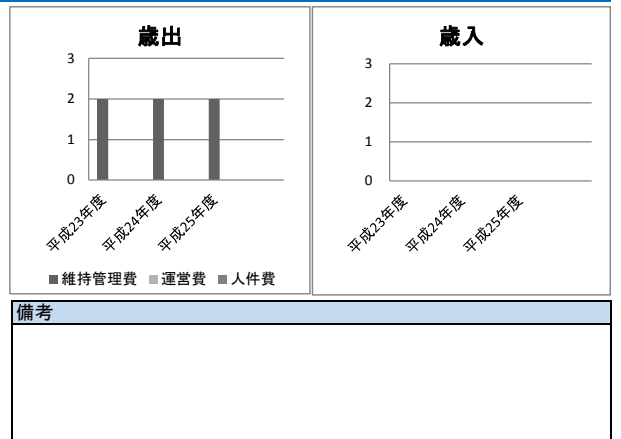 歳出
3
2
1
0
平成23年度
平成24年度
平成25年度
■維持管理費 ■運営費 ■人件費
歳入
3
2
1
0
平成23年度
平成24年度
平成25年度
備考